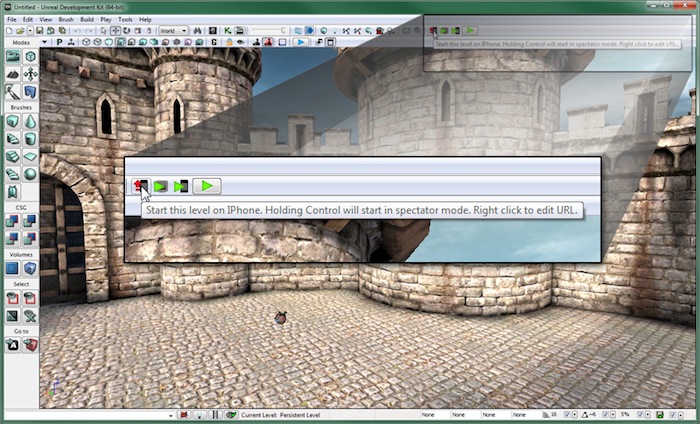 Untitled - Unreal Development Kit (64-bit)
File Edit View Brush Build Play Tools Help
World
Modes
Start this level on IPhone. Holding Control will start in spectator mode. Right click to edit URL.
Brushes
Start this level on IPhone. Holding Control will start in spectator mode. Right click to edit URL.
CSG
Volumes
Select
Go to
Current Level: Persistent Level None None None None 16 6 5%